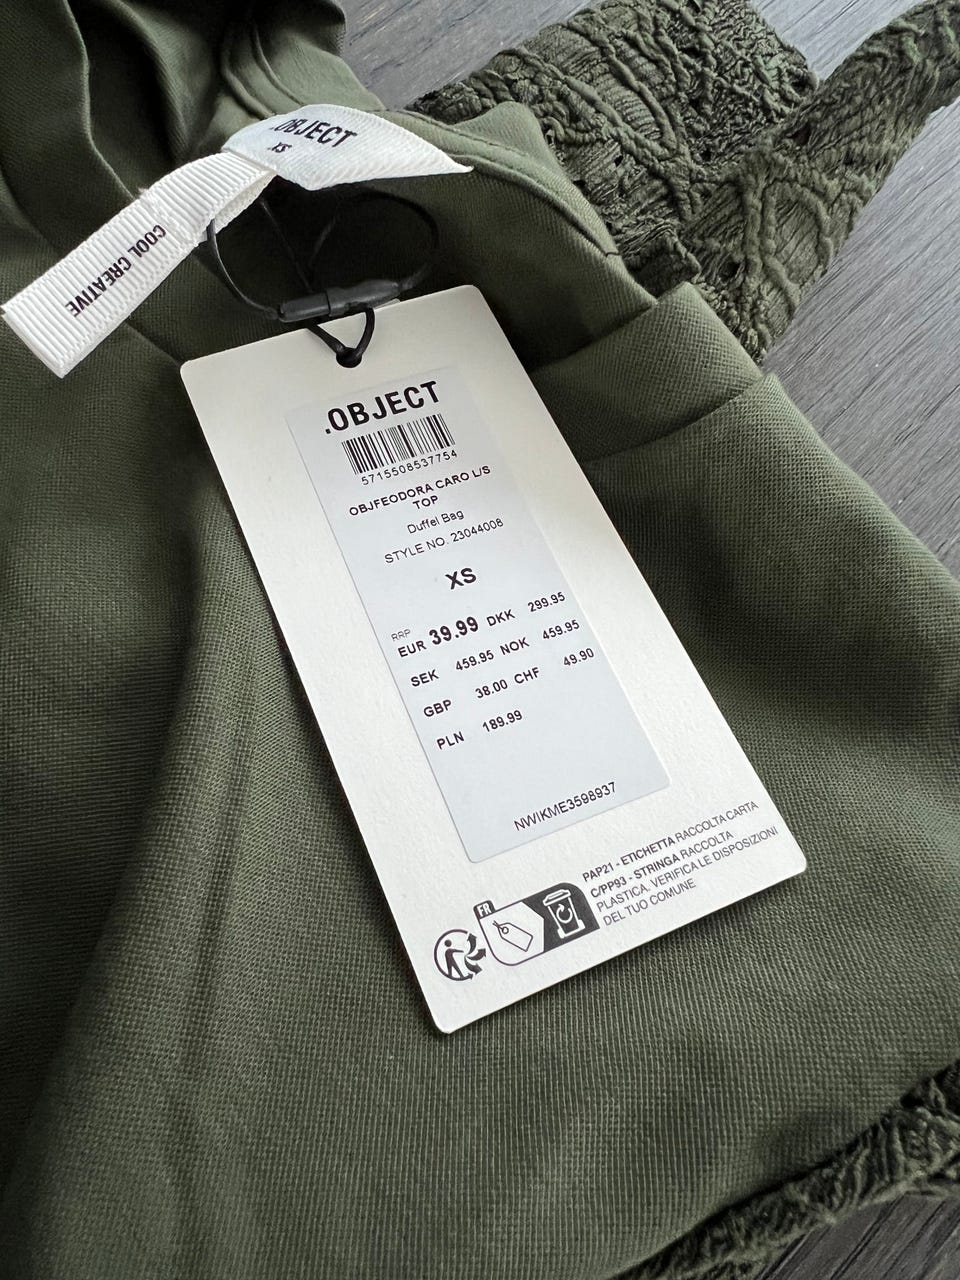 .OBJECT
XS
COOL CREATIVE
.OBJECT
5715508537754
OBJFEODORA CARO L/S
TOP
Duffel Bag
STYLE NO. 23044008
XS
RRP
EUR 39.99 DKK 299.95
SEK 459.95 NOK 459.95
GBP 38.00 CHF 49.90
PLN 189.99
NWIKME3598937
FR
PAP21 - ETICHETTA RACCOLTA CARTA
C/PP93 - STRINGA RACCOLTA
PLASTICA. VERIFICA LE DISPOSIZIONI
DEL TUO COMUNE